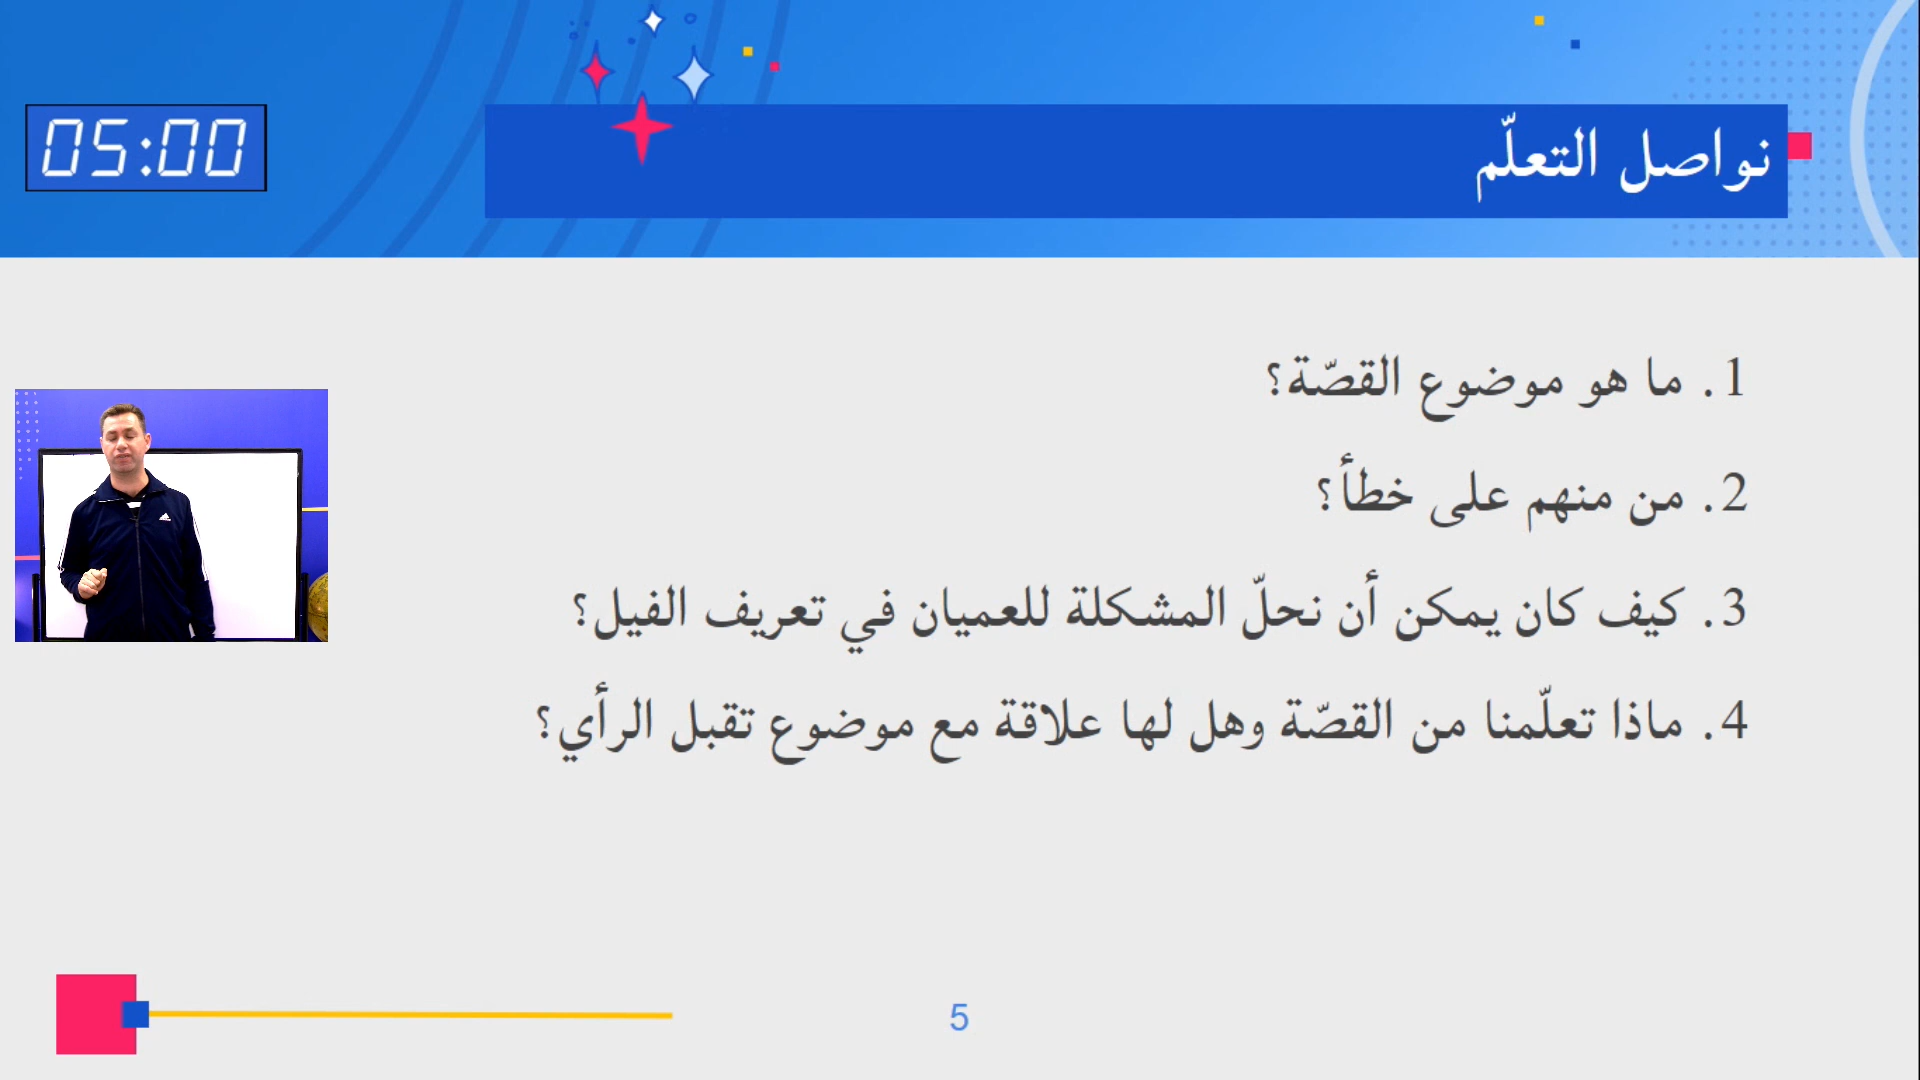 05:00
نواصل التعلّم
1. ما هو موضوع القصّة؟
2. من منهم على خطأ؟
3. كيف كان يمكن أن نحلّ المشكلة للعميان في تعريف الفيل؟
4. ماذا تعلّمنا من القصّة وهل لها علاقة مع موضوع تقبل الرأي؟
5